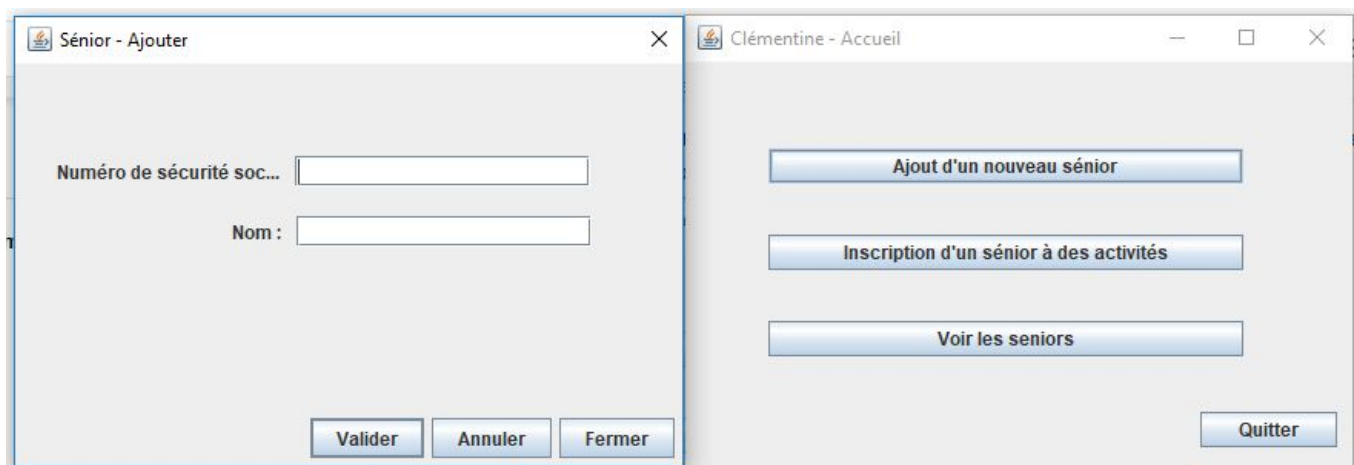 Sénior - Ajouter
Numéro de sécurité soc...
Nom :
Valider
Annuler
Fermer
Clémentine - Accueil
Ajout d'un nouveau sénior
Inscription d'un sénior à des activités
Voir les seniors
Quitter